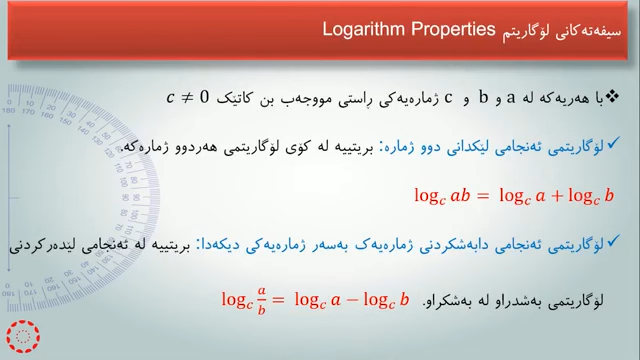 سیفەتەکانی لۆگاریتم Logarithm Properties
❖با هەریەکە لە a و b و c ژمارەیەکی ڕاستی مووجەب بن کاتێک c ≠ 0
✓لۆگاریتمی ئەنجامی لێکدانی دوو ژمارە: بریتییە لە کۆی لۆگاریتمی هەردوو ژمارەکە.
log_c ab = log_c a + log_c b
✓لۆگاریتمی ئەنجامی دابەشکردنی ژمارەیەک بەسەر ژمارەیەکی دیکەدا: بریتییە لە ئەنجامی لێدەرکردنی
لۆگاریتمی بەشدراو لە بەشکراو. log_c a/b = log_c a − log_c b